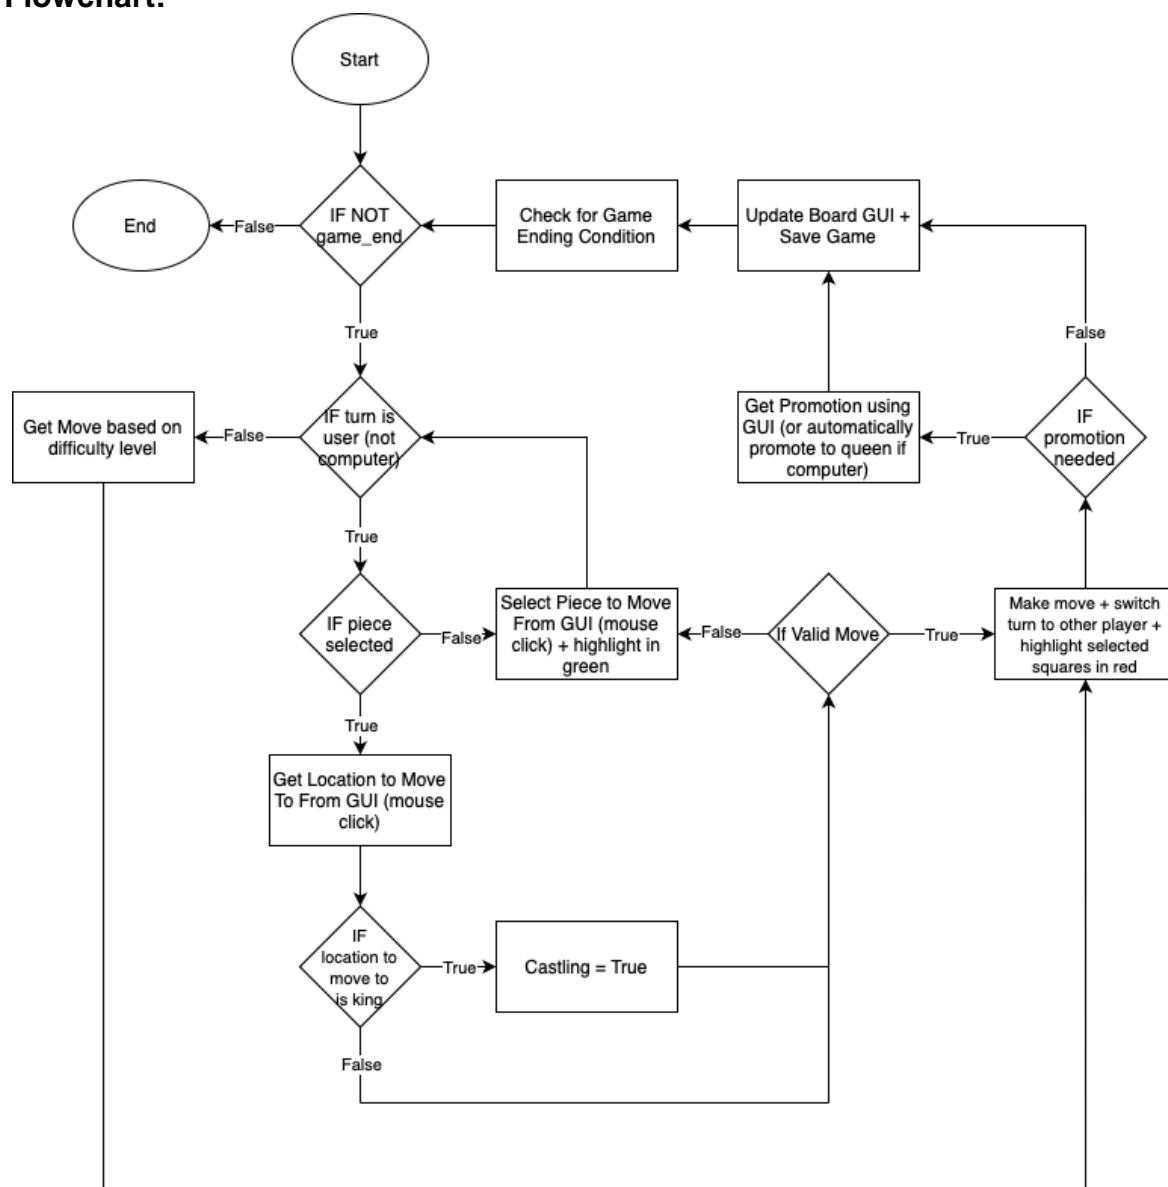 Flowchart:
Start
End
False
IF NOT
game_end
Check for Game
Ending Condition
Update Board GUI +
Save Game
True
False
Get Move based on
difficulty level
False
IF turn is
user (not
computer)
Get Promotion using
GUI (or automatically
promote to queen if
computer)
True
IF
promotion
needed
True
IF piece
selected
False
Select Piece to Move
From GUI (mouse
click) + highlight in
green
False
If Valid Move
True
Make move + switch
turn to other player +
highlight selected
squares in red
True
Get Location to Move
To From GUI (mouse
click)
IF
location to
move to
is king
True
Castling = True
False